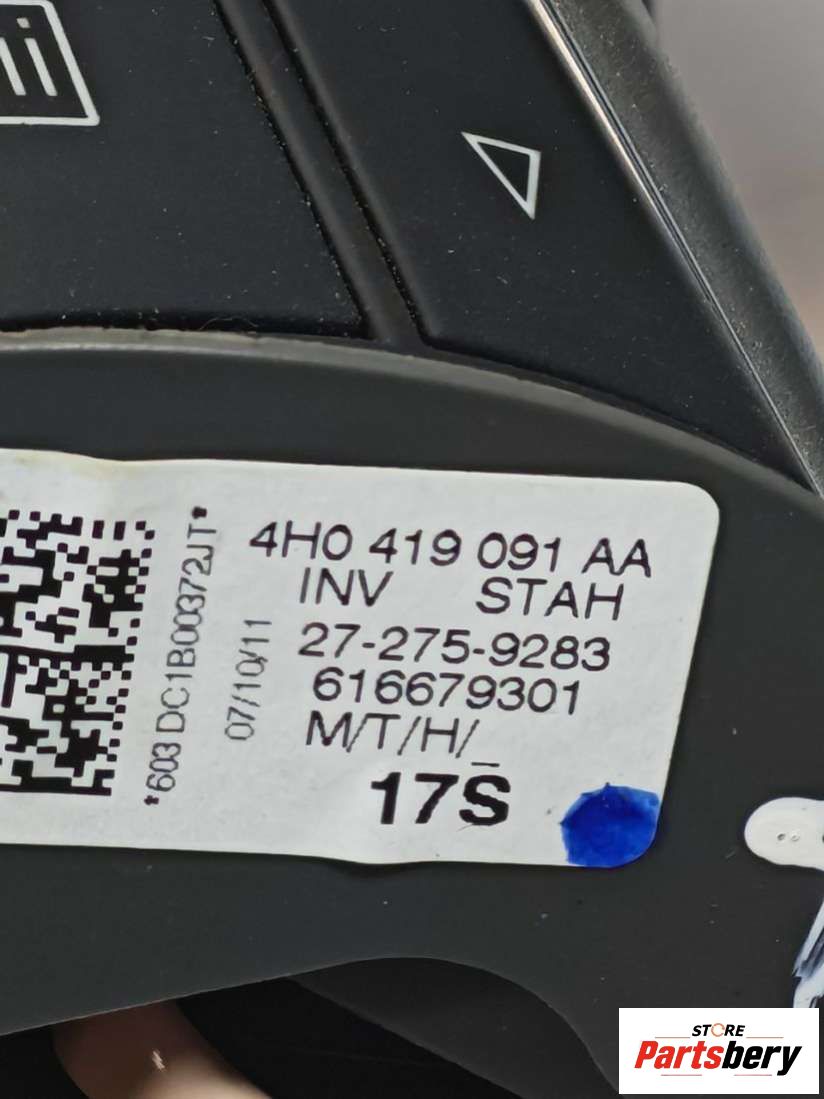 4H0 419 091 AA
INV STAH
27-275-9283
616679301
M/T/H/_
17S
07/10/11
*603 DC1B00372JT*
STORE
Partsbery